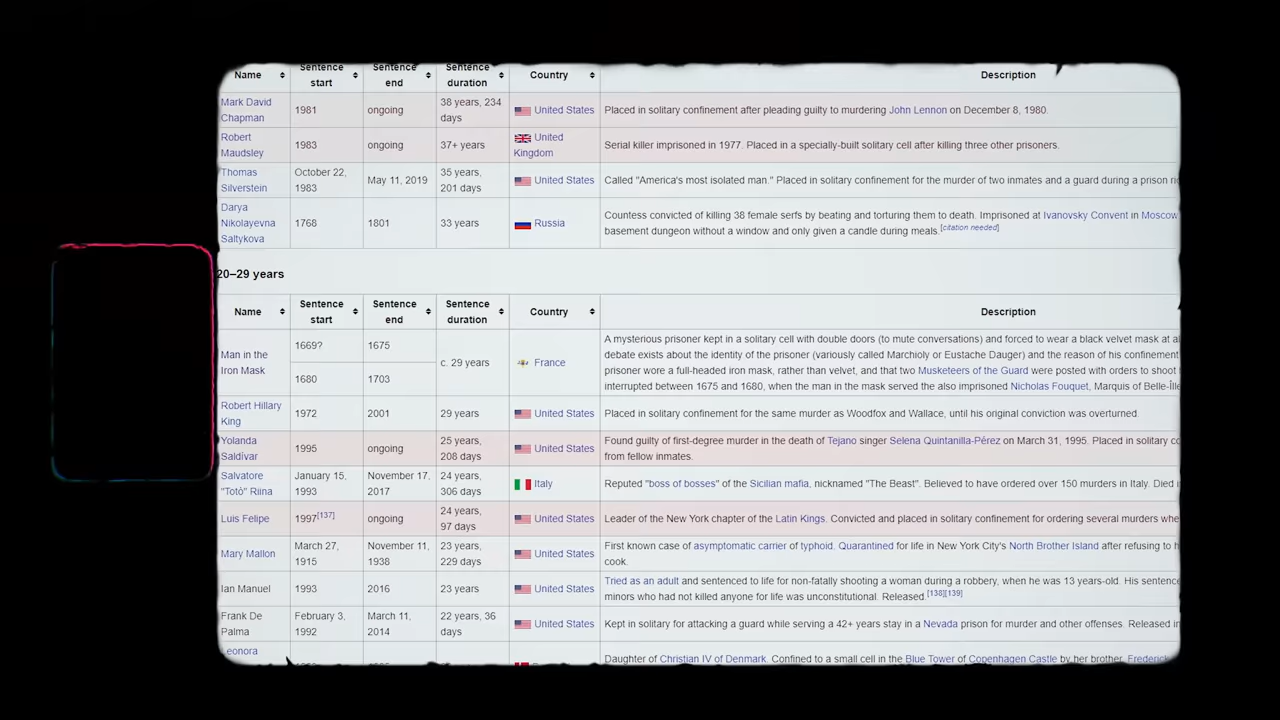 Name Sentence start Sentence end Sentence duration Country Description
Mark David Chapman 1981 ongoing 38 years, 234 days United States Placed in solitary confinement after pleading guilty to murdering John Lennon on December 8, 1980.
Robert Maudsley 1983 ongoing 37+ years United Kingdom Serial killer imprisoned in 1977. Placed in a specially-built solitary cell after killing three other prisoners.
Thomas Silverstein October 22, 1983 May 11, 2019 35 years, 201 days United States Called "America's most isolated man." Placed in solitary confinement for the murder of two inmates and a guard during a prison
Darya Nikolayevna Saltykova 1768 1801 33 years Russia Countess convicted of killing 38 female serfs by beating and torturing them to death. Imprisoned at Ivanovsky Convent in Moscow
basement dungeon without a window and only given a candle during meals.[citation needed]
20–29 years
Name Sentence start Sentence end Sentence duration Country Description
Man in the Iron Mask 1669? 1675 1680 1703 c. 29 years France A mysterious prisoner kept in a solitary cell with double doors (to mute conversations) and forced to wear a black velvet mask at
debate exists about the identity of the prisoner (variously called Marchioly or Eustache Dauger) and the reason of his confinement
prisoner wore a full-headed iron mask, rather than velvet, and that two Musketeers of the Guard were posted with orders to shoot
interrupted between 1675 and 1680, when the man in the mask served the also imprisoned Nicholas Fouquet, Marquis of
Robert Hillary King 1972 2001 29 years United States Placed in solitary confinement for the same murder as Woodfox and Wallace, until his original conviction was overturned.
Yolanda Saldívar 1995 ongoing 25 years, 208 days United States Found guilty of first-degree murder in the death of Tejano singer Selena Quintanilla-Pérez on March 31, 1995. Placed in solitary
from fellow inmates.
Salvatore "Totò" Riina January 15, 1993 November 17, 2017 24 years, 306 days Italy Reputed "boss of bosses" of the Sicilian mafia, nicknamed "The Beast". Believed to have ordered over 150 murders in Italy. Died
Luis Felipe 1997[137] ongoing 24 years, 97 days United States Leader of the New York chapter of the Latin Kings. Convicted and placed in solitary confinement for ordering several murders
Mary Mallon March 27, 1915 November 11, 1938 23 years, 229 days United States First known case of asymptomatic carrier of typhoid. Quarantined for life in New York City's North Brother Island after refusing to
cook.
Ian Manuel 1993 2016 23 years United States Tried as an adult and sentenced to life for non-fatally shooting a woman during a robbery, when he was 13 years-old. His
minors who had not killed anyone for life was unconstitutional. Released.[138][139]
Frank De Palma February 3, 1992 March 11, 2014 22 years, 36 days United States Kept in solitary for attacking a guard while serving a 42+ years stay in a Nevada prison for murder and other offenses. Released
Leonora Daughter of Christian IV of Denmark. Confined to a small cell in the Blue Tower of Copenhagen Castle by her brother, Frederick